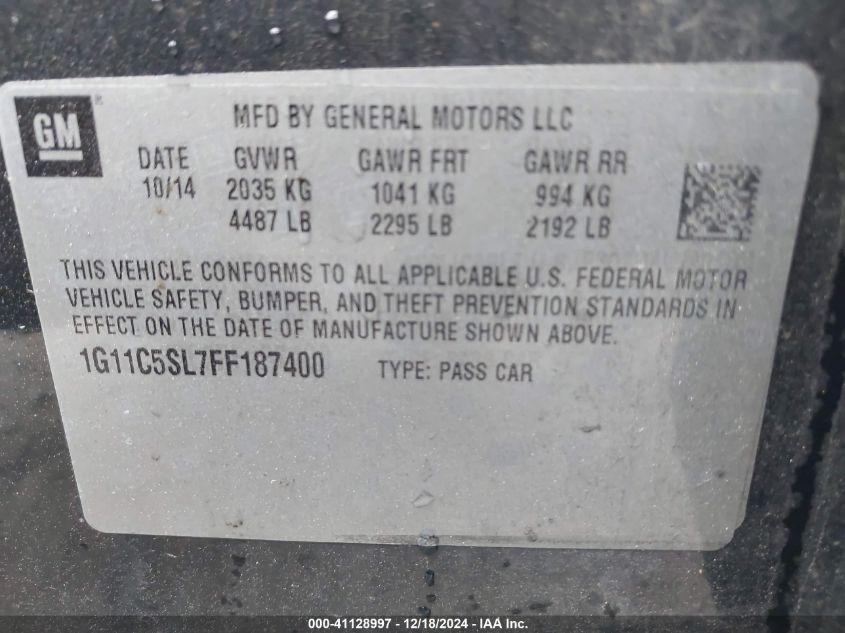 GM ®
MFD BY GENERAL MOTORS LLC
DATE GVWR GAWR FRT GAWR RR
10/14 2035 KG 1041 KG 994 KG
4487 LB 2295 LB 2192 LB
THIS VEHICLE CONFORMS TO ALL APPLICABLE U.S. FEDERAL MOTOR
VEHICLE SAFETY, BUMPER, AND THEFT PREVENTION STANDARDS IN
EFFECT ON THE DATE OF MANUFACTURE SHOWN ABOVE.
1G11C5SL7FF187400 TYPE: PASS CAR
000-41128997 - 12/18/2024 - IAA Inc.